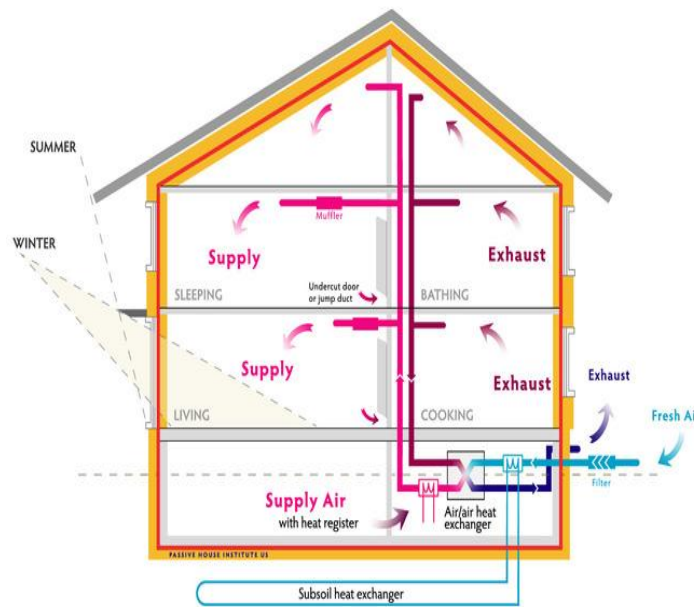 SUMMER
WINTER
Muffler
Supply
Exhaust
SLEEPING
Undercut door
or jump duct
BATHING
Supply
Exhaust
Exhaust
LIVING
COOKING
Fresh Ai
Filter
Supply Air
with heat register
Air/air heat
exchanger
PASSIVE HOUSE INSTITUTE US
Subsoil heat exchanger